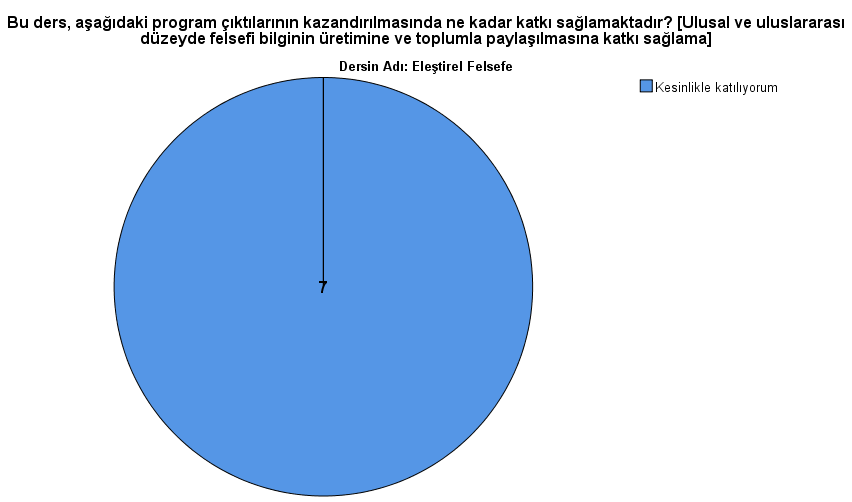 Bu ders, aşağıdaki program çıktılarının kazandırılmasında ne kadar katkı sağlamaktadır? [Ulusal ve uluslararası
düzeyde felsefi bilginin üretimine ve toplumla paylaşılmasına katkı sağlama]
Dersin Adı: Eleştirel Felsefe
Kesinlikle katılıyorum
7